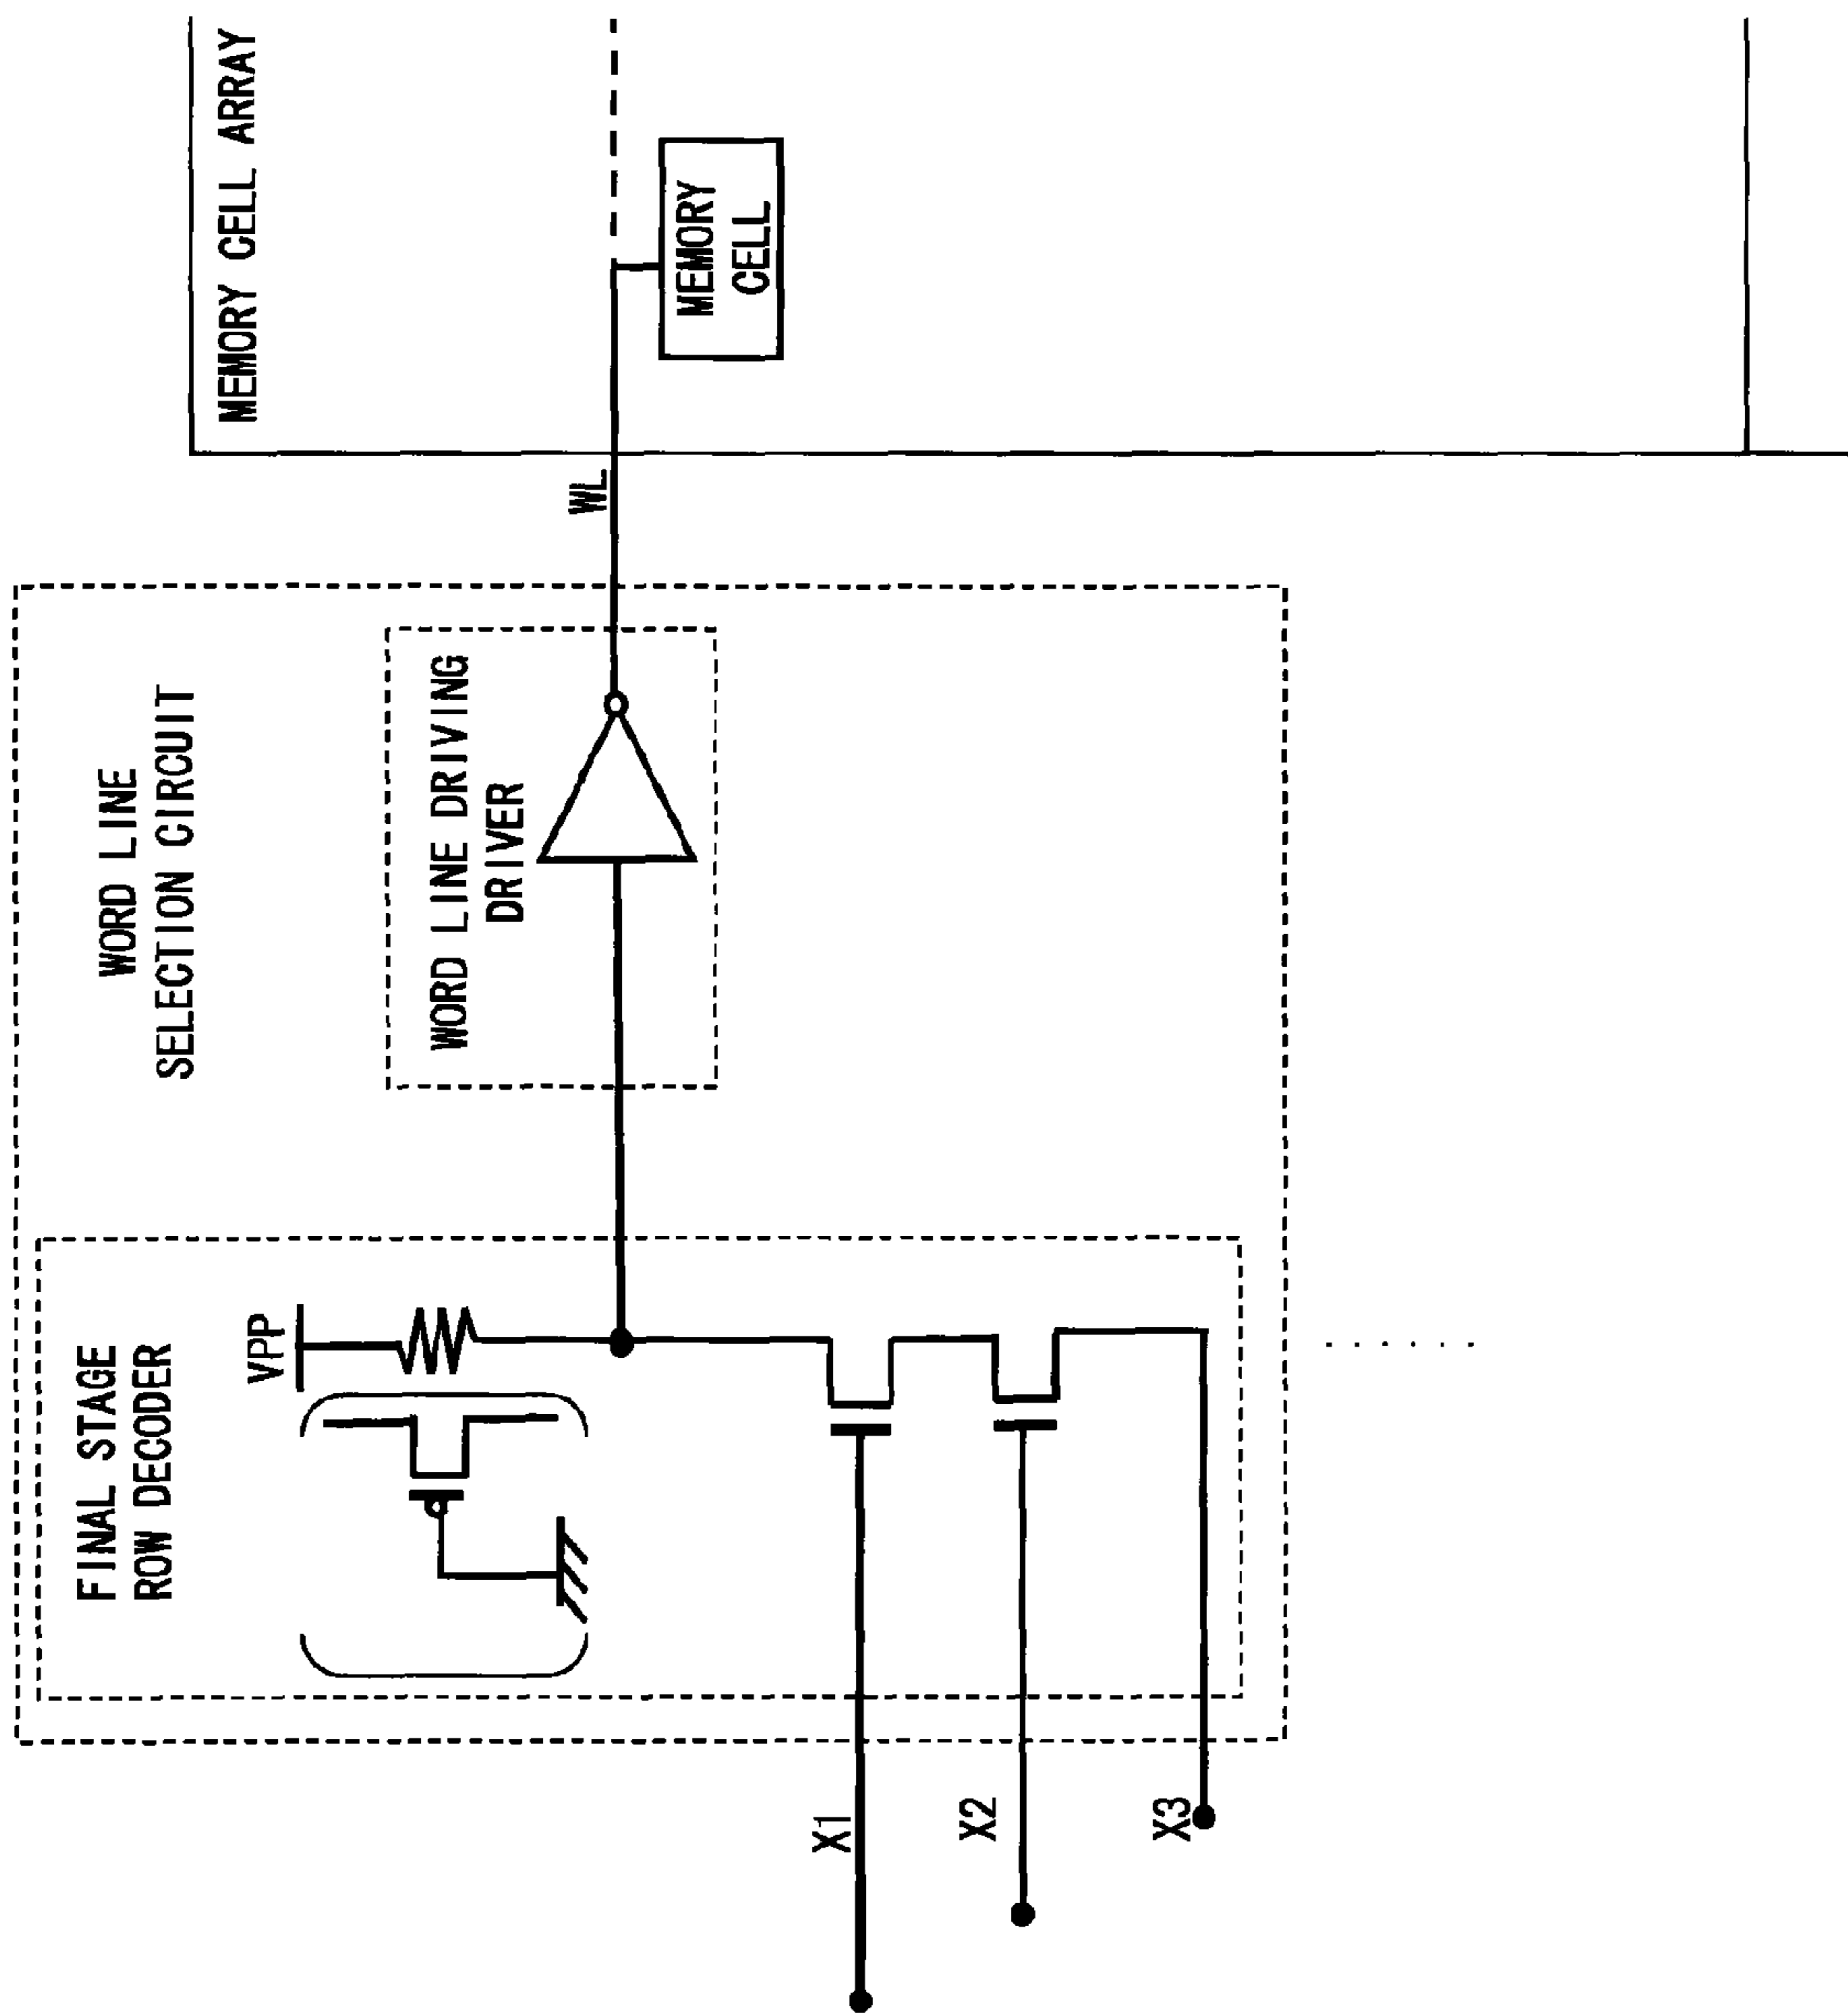 WORD LINE
SELECTION CIRCUIT
FINAL STAGE
ROW DECODER
VPP
X1
X2
X3
WORD LINE DRIVING
DRIVER
WL
MEMORY CELL ARRAY
MEMORY
CELL